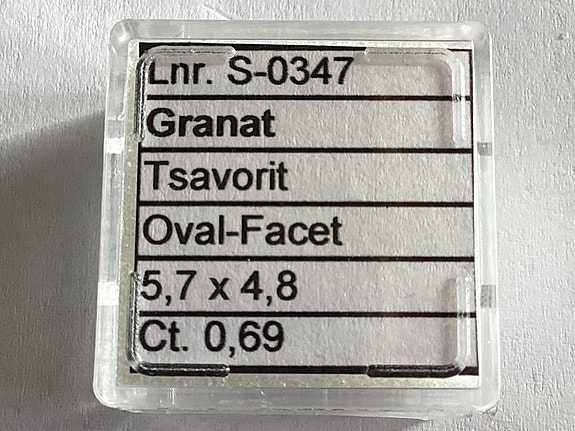 Lnr. S-0347
Granat
Tsavorit
Oval-Facet
5,7 x 4,8
Ct. 0,69